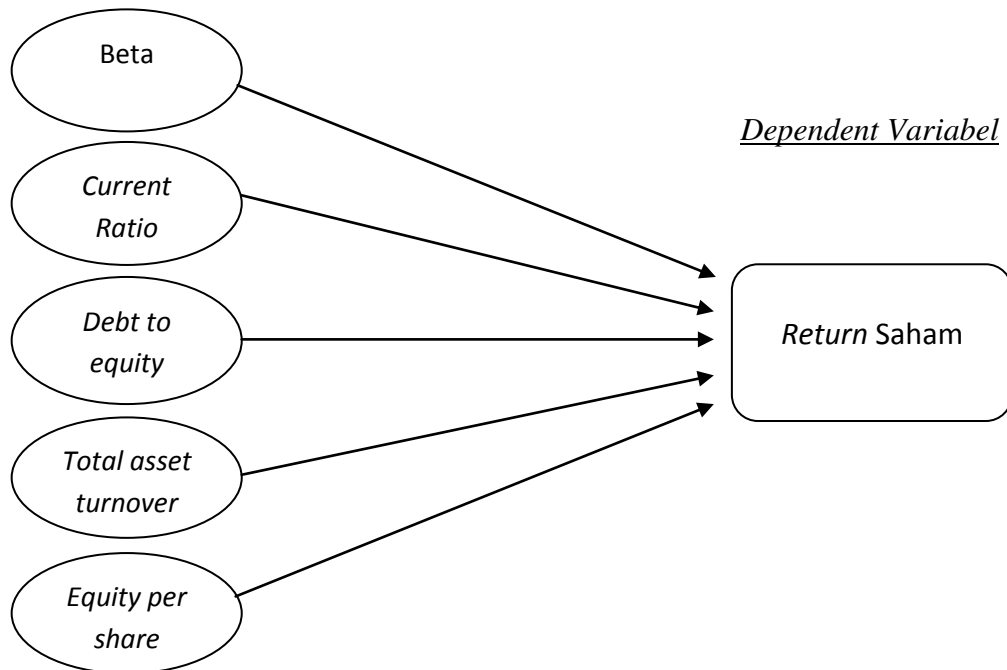 Beta
Dependent Variabel
Current
Ratio
Debt to
equity
Return Saham
Total asset
turnover
Equity per
share